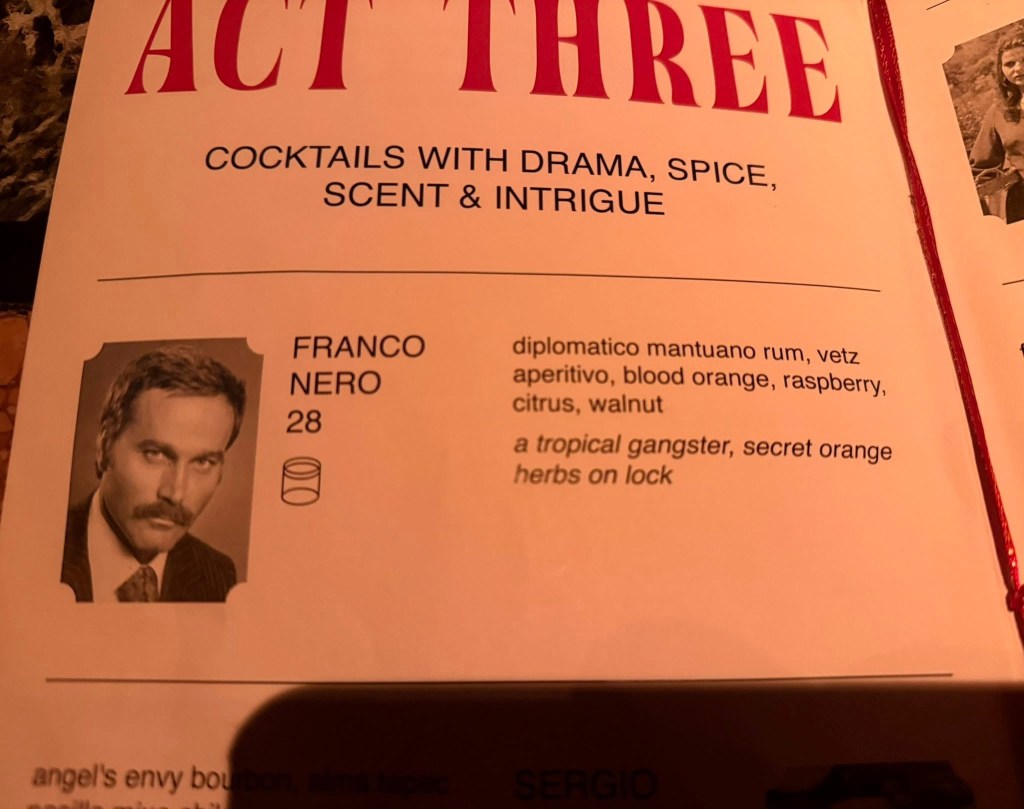 ACT THREE
COCKTAILS WITH DRAMA, SPICE,
SCENT & INTRIGUE
FRANCO
NERO
28
diplomatico mantuano rum, vetz
aperitivo, blood orange, raspberry,
citrus, walnut
a tropical gangster, secret orange
herbs on lock
angel's envy bourbon,
SERGIO